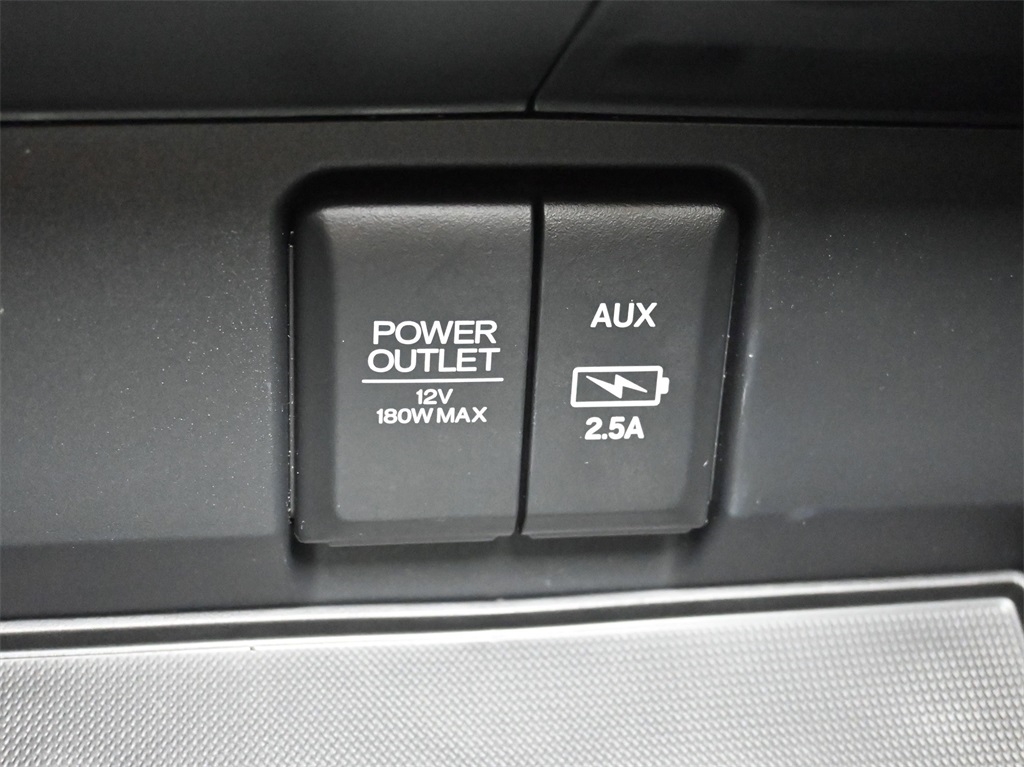 POWER
OUTLET
12V
180W MAX
AUX
2.5A